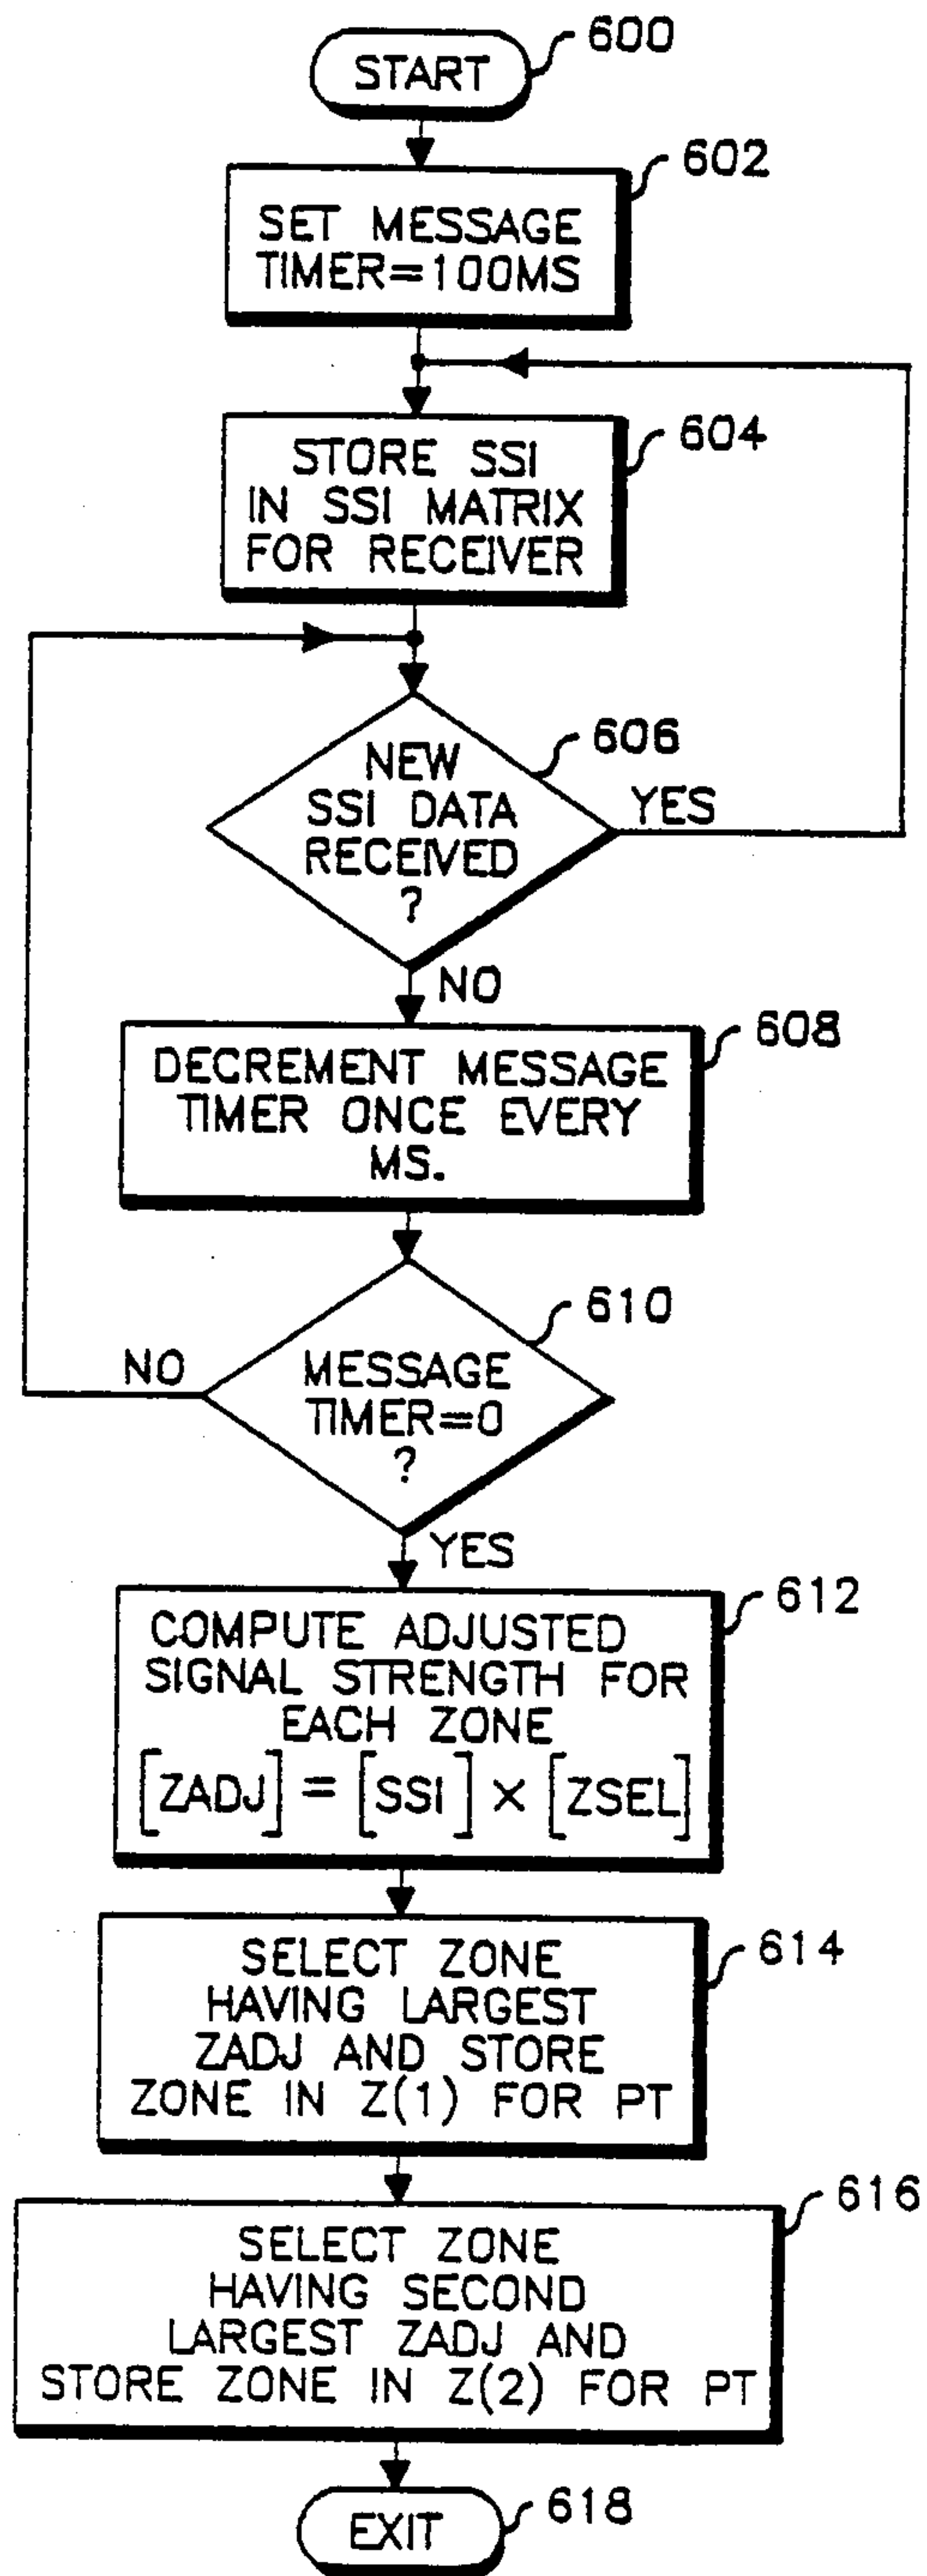 START
600
602
SET MESSAGE
TIMER=100MS
604
STORE SSI
IN SSI MATRIX
FOR RECEIVER
606
NEW
SSI DATA
RECEIVED
?
YES
NO
608
DECREMENT MESSAGE
TIMER ONCE EVERY
MS.
610
NO
MESSAGE
TIMER=0
?
YES
612
COMPUTE ADJUSTED
SIGNAL STRENGTH FOR
EACH ZONE
[ZADJ] = [SSI] × [ZSEL]
614
SELECT ZONE
HAVING LARGEST
ZADJ AND STORE
ZONE IN Z(1) FOR PT
616
SELECT ZONE
HAVING SECOND
LARGEST ZADJ AND
STORE ZONE IN Z(2) FOR PT
EXIT
618